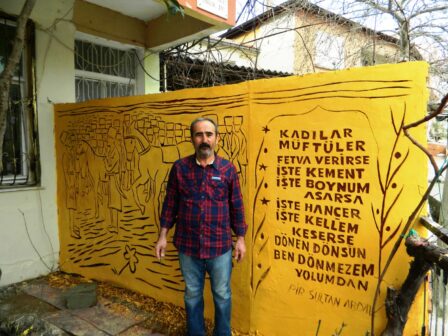 KADILAR
MÜFTÜLER
FETVA VERİRSE
İŞTE KEMENT
İŞTE BOYNUM
ASARSA
İŞTE HANÇER
İŞTE KELLEM
KESERSE
DÖNEN DÖNSÜN
BEN DÖNMEZEM
YOLUMDAN
PİR SULTAN ABDAL